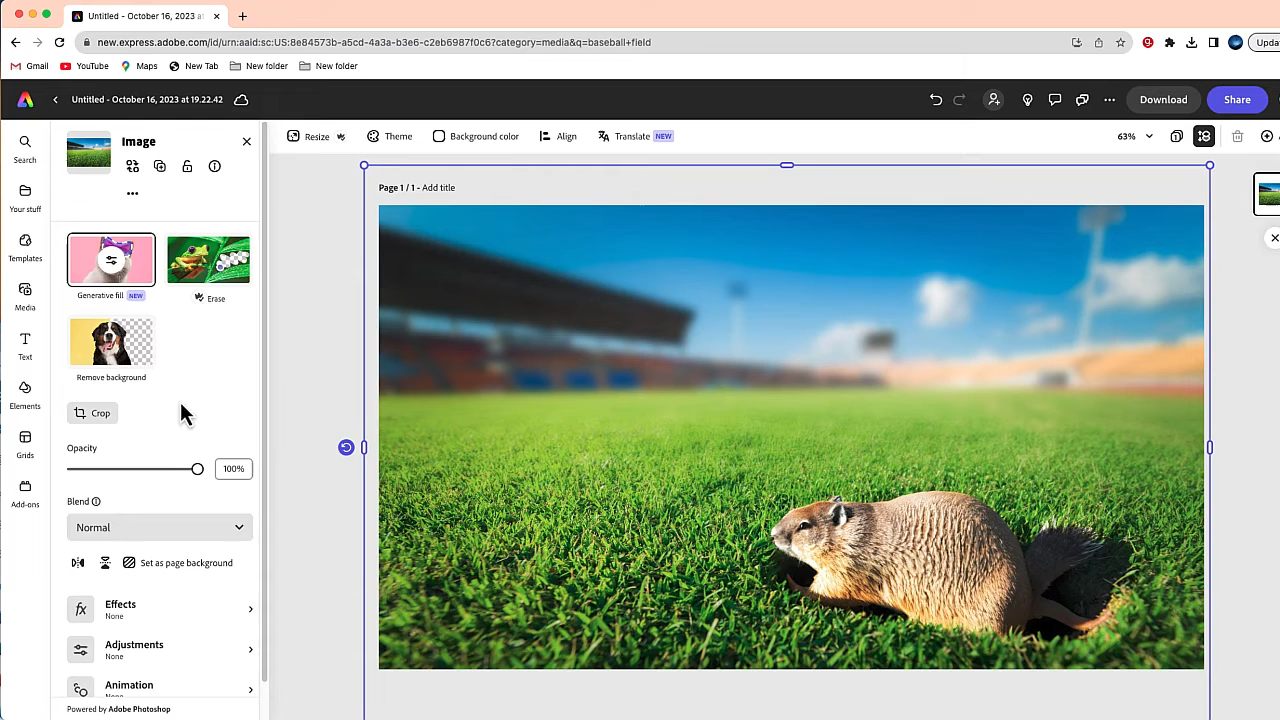 Untitled - October 16, 2023 a
new.express.adobe.com/id/urn:aaid:sc:US:8e84573b-a5cd-4a3a-b3e6-c2eb6987f0c6?category=media&q=baseball+field
Updat
Gmail
YouTube
Maps
New Tab
New folder
New folder
Untitled - October 16, 2023 at 19.22.42
Download
Share
Search
Your stuff
Templates
Media
Text
Elements
Grids
Add-ons
Image
Generative fill NEW
Erase
Remove background
Crop
Opacity
100%
Blend
Normal
Set as page background
Effects
None
Adjustments
None
Animation
None
Powered by Adobe Photoshop
Resize
Theme
Background color
Align
Translate NEW
63%
Page 1 / 1 - Add title